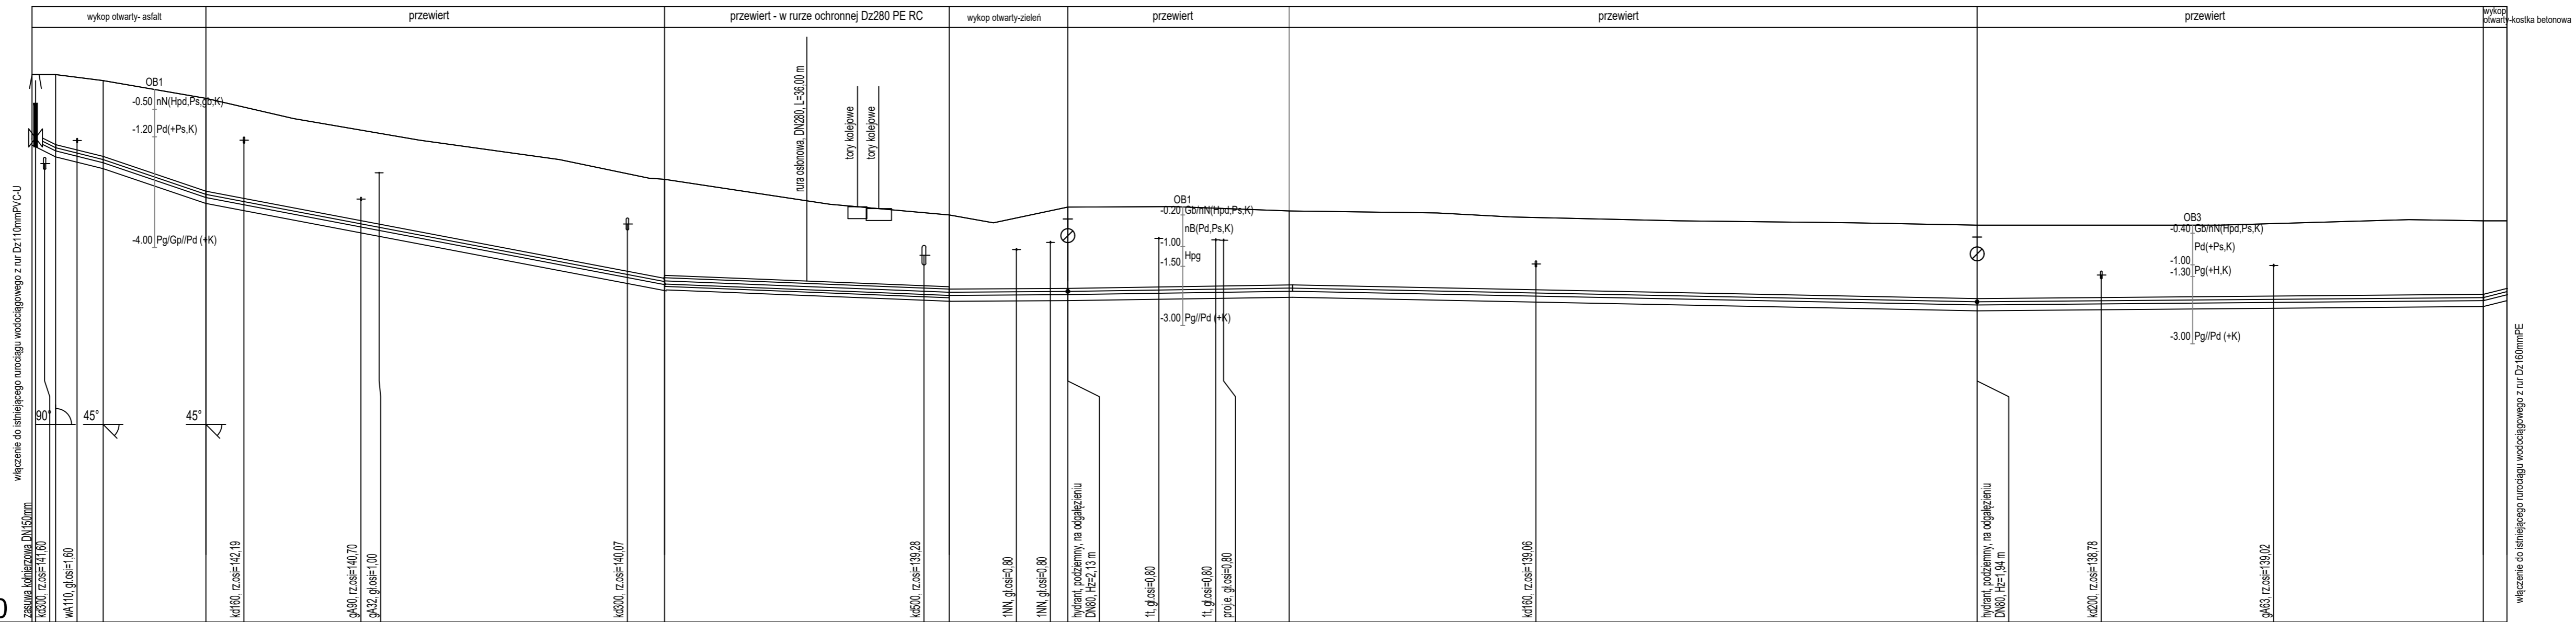 wykop otwarty- asfalt
przewiert
przewiert - w rurze ochronnej Dz280 PE RC
wykop otwarty-zieleń
przewiert
przewiert
przewiert
wykop
otwarty-kostka betonowa
OB1
-0.50 nN(Hpd,Ps,gb,K)
-1.20 Pd(+Ps,K)
-4.00 Pg/Gp//Pd (+K)
rura osłonowa, DN280, L=36,00 m
tory kolejowe
tory kolejowe
OB1
-0.20 Gb/nN(Hpd,Ps,K)
nB(Pd,Ps,K)
-1.00
Hpg
-1.50
-3.00 Pg//Pd (+K)
OB3
-0.40 Gb/nN(Hpd,Ps,K)
Pd(+Ps,K)
-1.00
-1.30 Pg(+H,K)
-3.00 Pg//Pd (+K)
włączenie do istniejącego rurociągu wodociągowego z rur Dz110mmPVC-U
90°
45°
45°
zasuwa kołnierzowa DN150mm
kd300, rz.osi=141,60
wA110, gł.osi=1,60
kd160, rz.osi=142,19
gA90, rz.osi=140,70
gA32, gł.osi=1,00
kd300, rz.osi=140,07
kd500, rz.osi=139,28
1NN, gł.osi=0,80
1NN, gł.osi=0,80
hydrant, podziemny, na odgałęzieniu
DN80, Hz=2,13 m
1t, gł.osi=0,80
1t, gł.osi=0,80
proj.e, gł.osi=0,80
kd160, rz.osi=139,06
hydrant, podziemny, na odgałęzieniu
DN80, Hz=1,94 m
kd200, rz.osi=138,78
gA63, rz.osi=139,02
włączenie do istniejącego rurociągu wodociągowego z rur Dz160mmPE
0